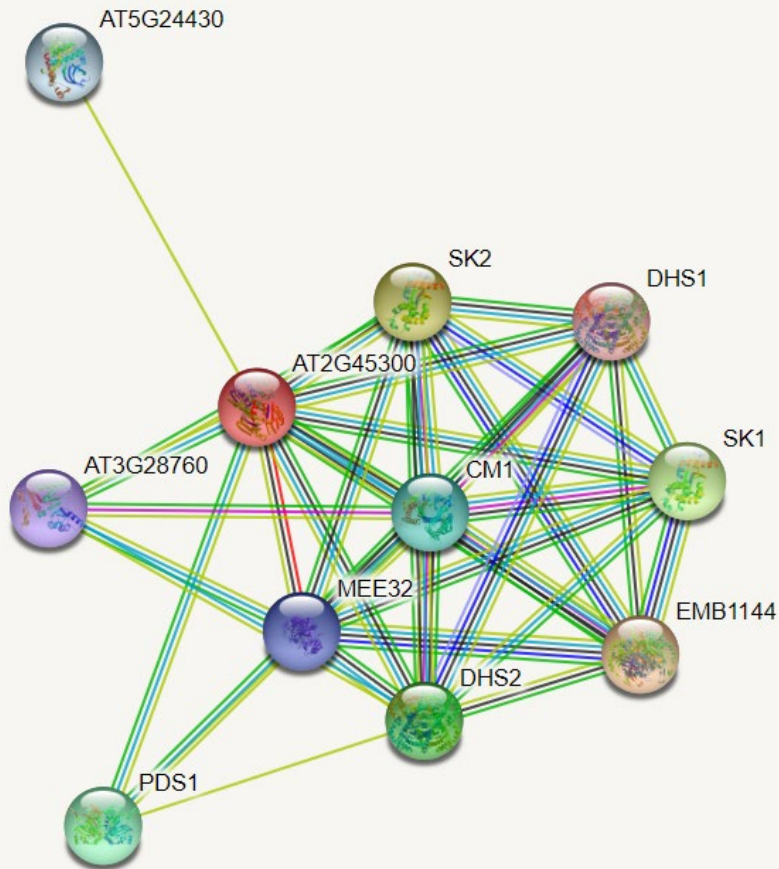 AT5G24430
SK2
DHS1
AT2G45300
SK1
AT3G28760
CM1
MEE32
EMB1144
DHS2
PDS1